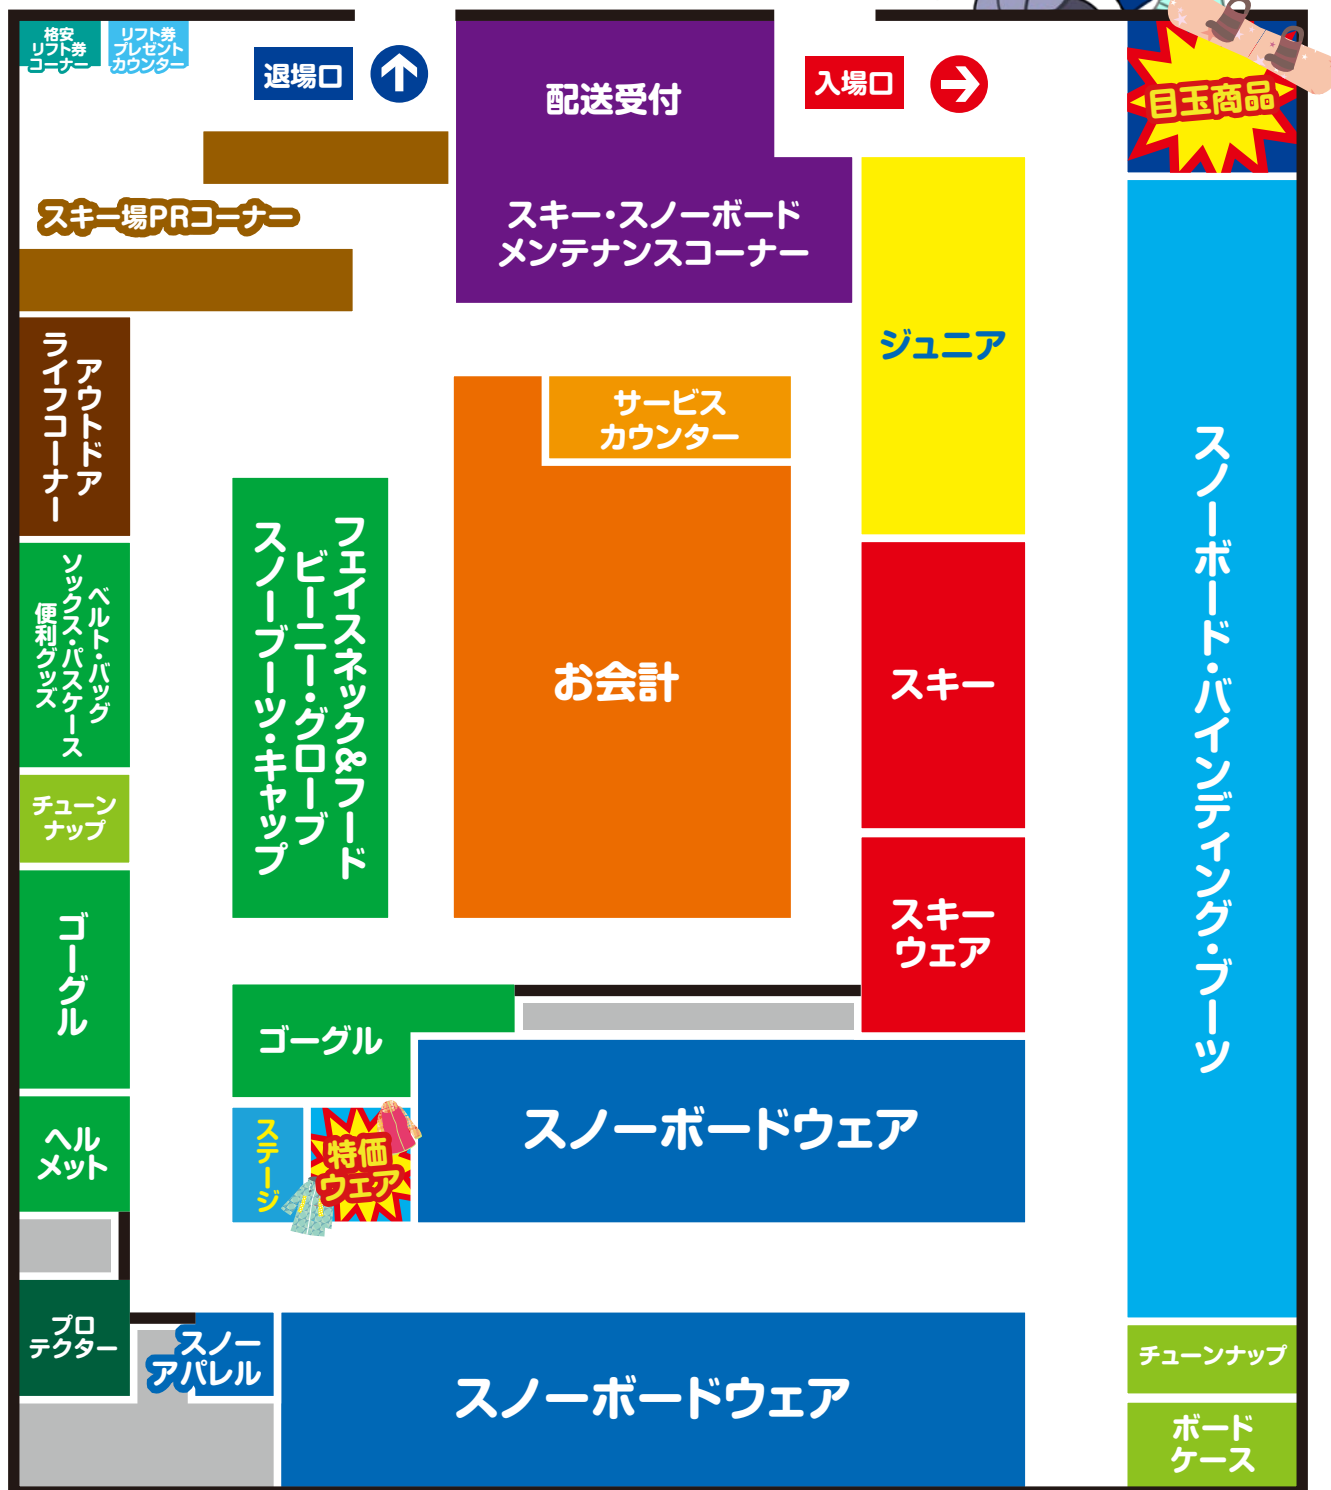 格安
リフト券
コーナー
リフト券
プレゼント
カウンター
退場口
配送受付
入場口
目玉商品
スキー場PRコーナー
スキー・スノーボード
メンテナンスコーナー
ジュニア
アウトドア
ライフコーナー
サービス
カウンター
スノーボード・バインディング・ブーツ
フェイスネック&フード
ビーニー・グローブ
スノーブーツ・キャップ
ベルト・バッグ
ソックス・パスケース
便利グッズ
お会計
スキー
チューン
ナップ
ゴーグル
スキー
ウェア
ゴーグル
ヘル
メット
ステージ
特価
ウェア
スノーボードウェア
プロ
テクター
スノー
アパレル
スノーボードウェア
チューンナップ
ボード
ケース